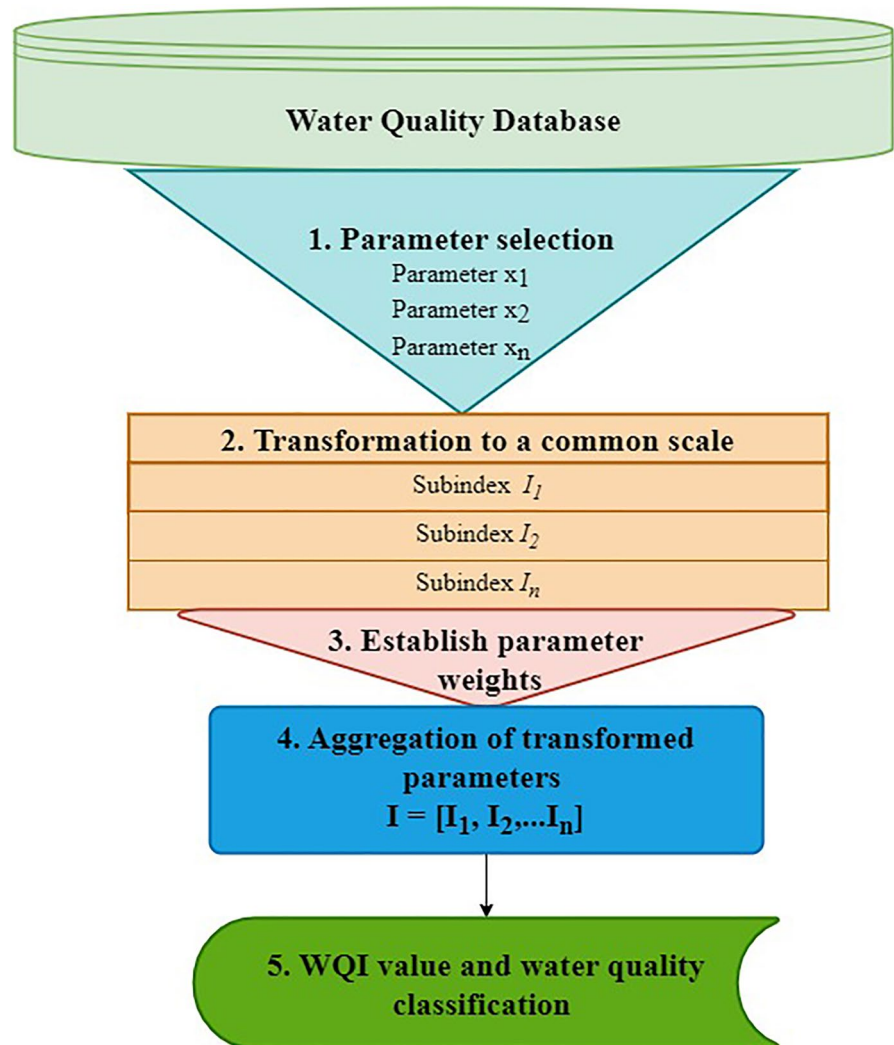 Water Quality Database
1. Parameter selection
Parameter x1
Parameter x2
Parameter xn
2. Transformation to a common scale
Subindex I1
Subindex I2
Subindex In
3. Establish parameter
weights
4. Aggregation of transformed
parameters
I = [I1, I2,...In]
5. WQI value and water quality
classification